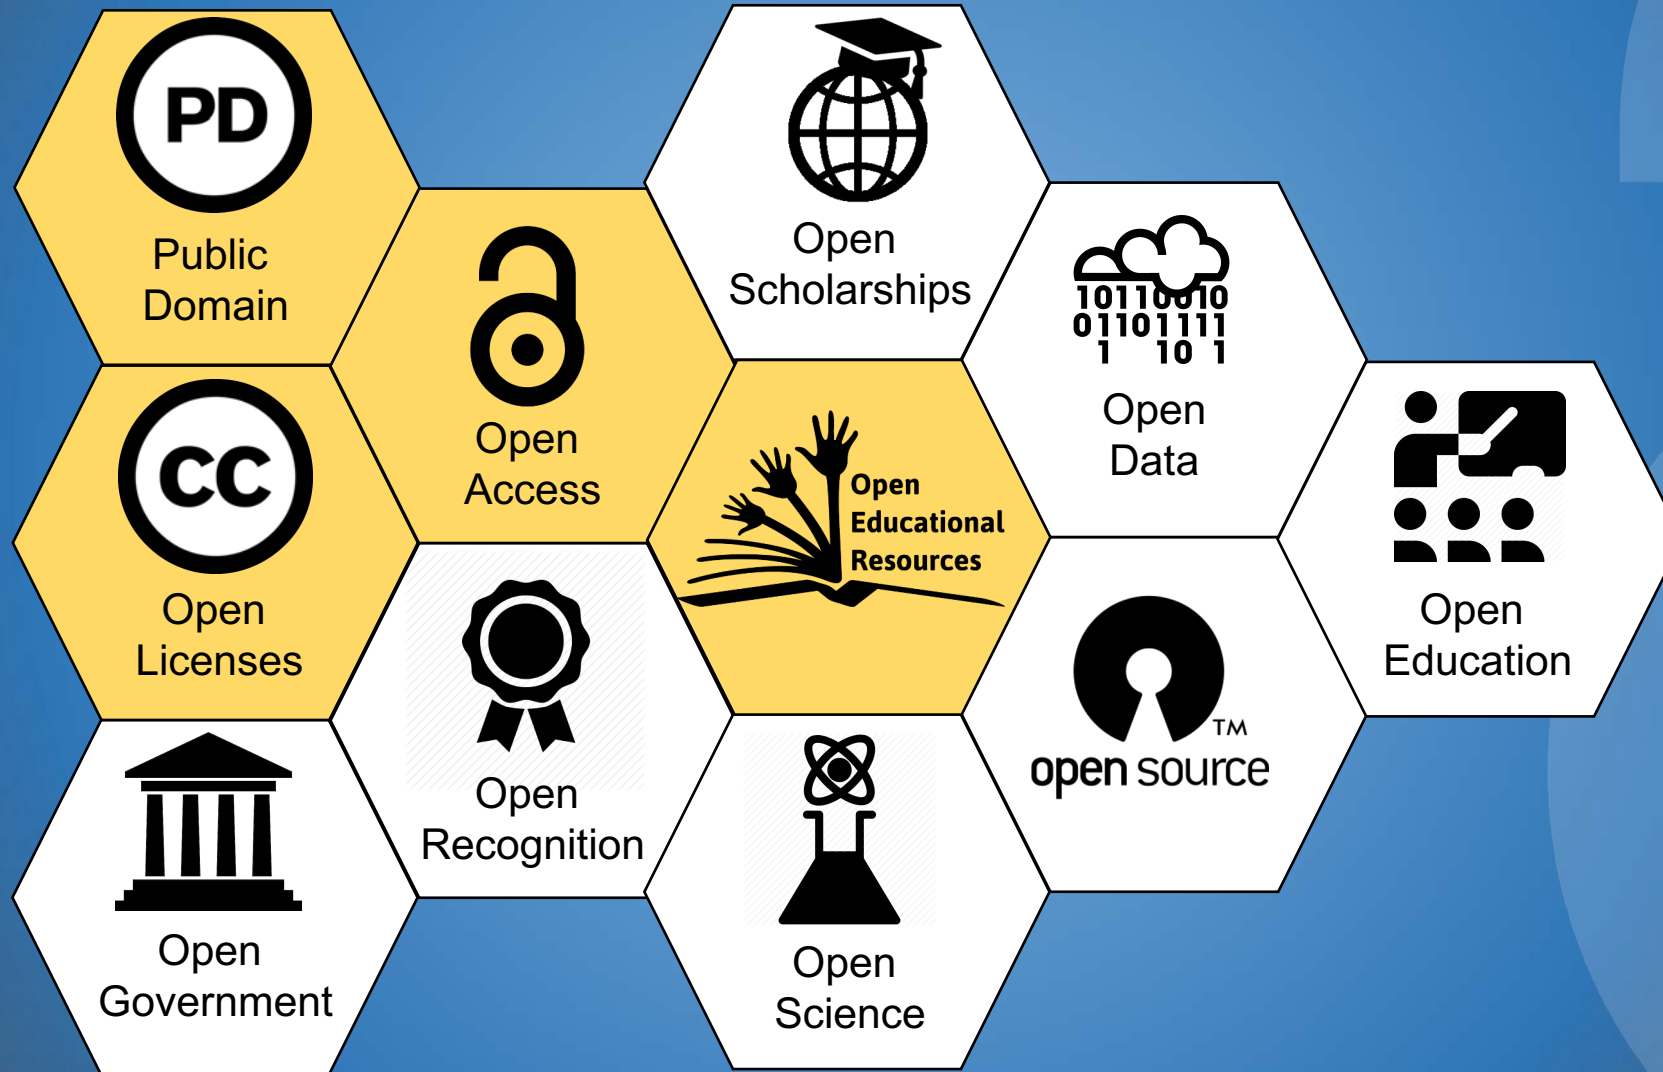 PD
Public
Domain
Open
Scholarships
Open
Access
10110010
01101111
1 10 1
Open
Data
CC
Open
Licenses
Open
Educational
Resources
Open
Education
Open
Recognition
TM
open source
Open
Government
Open
Science